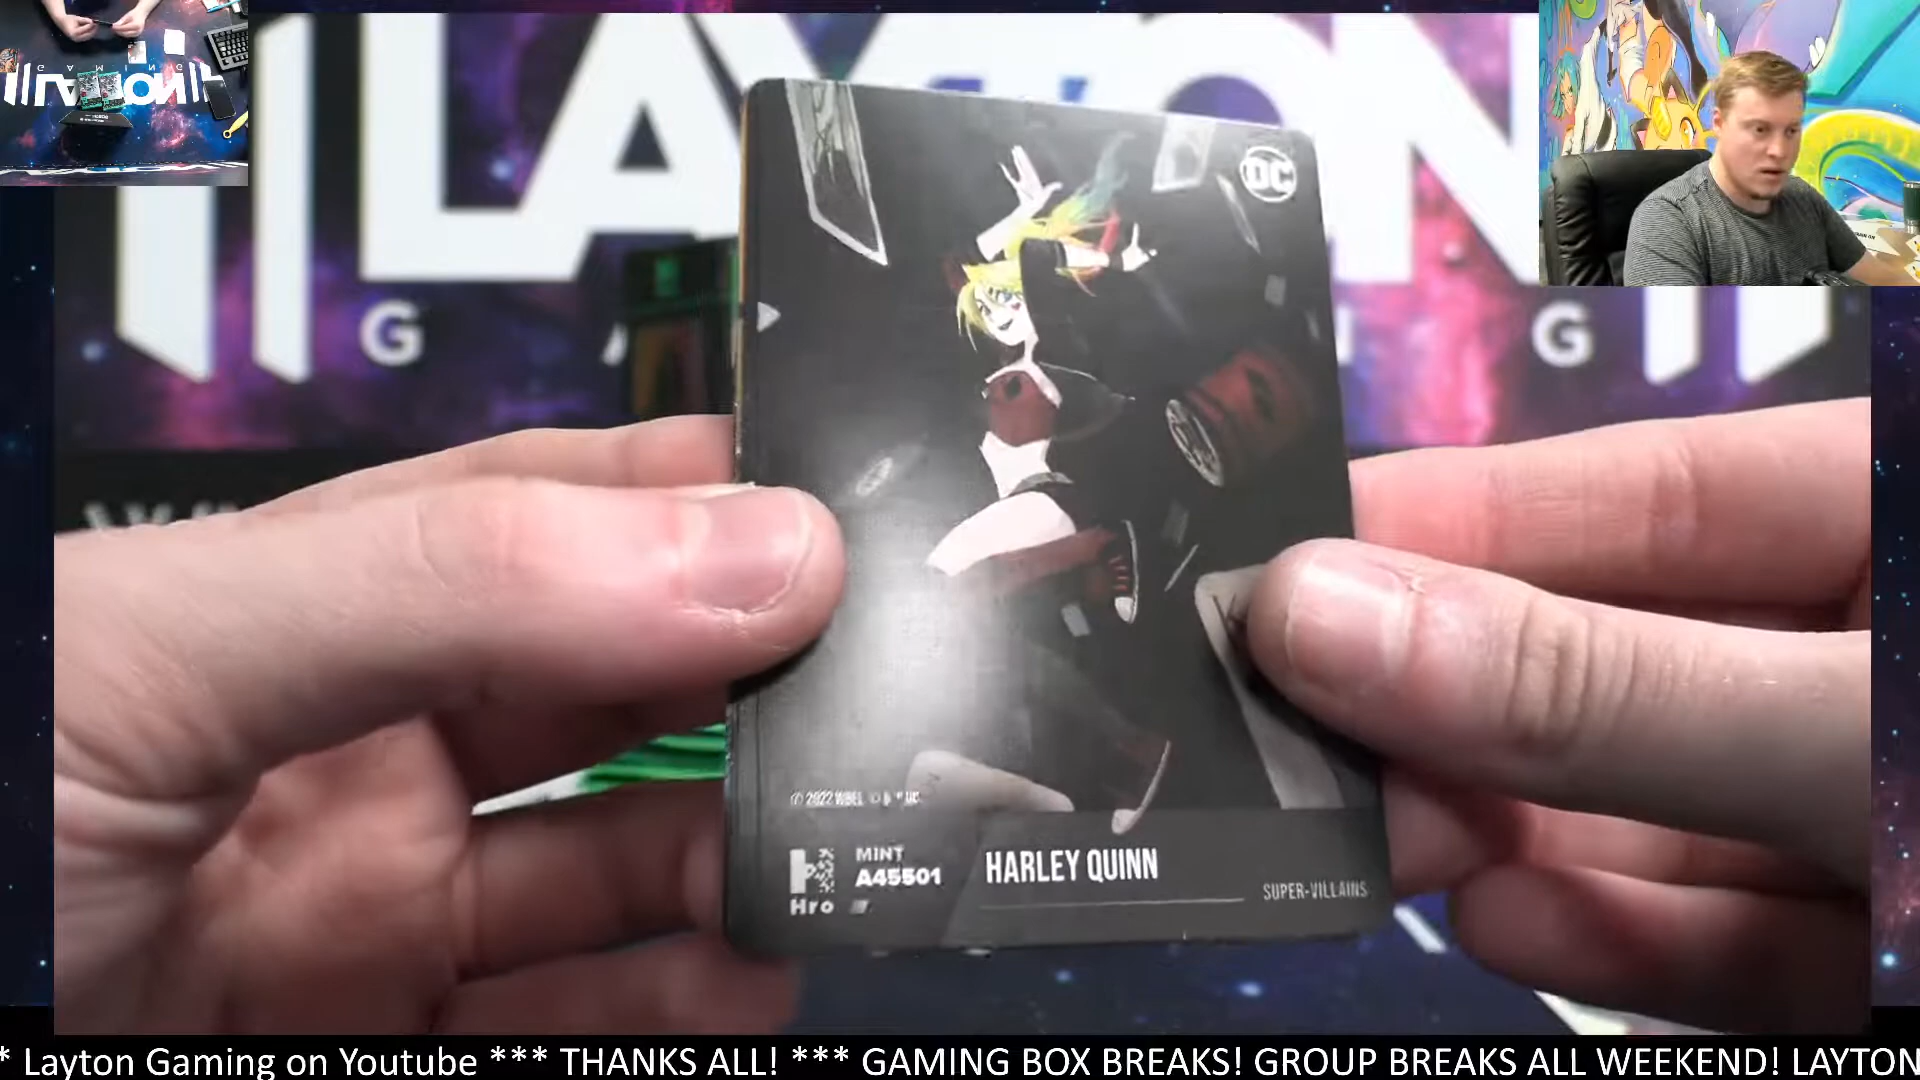 LAYTON
G
G
DC
K
© 2022 WBEI
MINT
A45501
Hro
HARLEY QUINN
SUPER-VILLAINS
* Layton Gaming on Youtube *** THANKS ALL! *** GAMING BOX BREAKS! GROUP BREAKS ALL WEEKEND! LAYTON